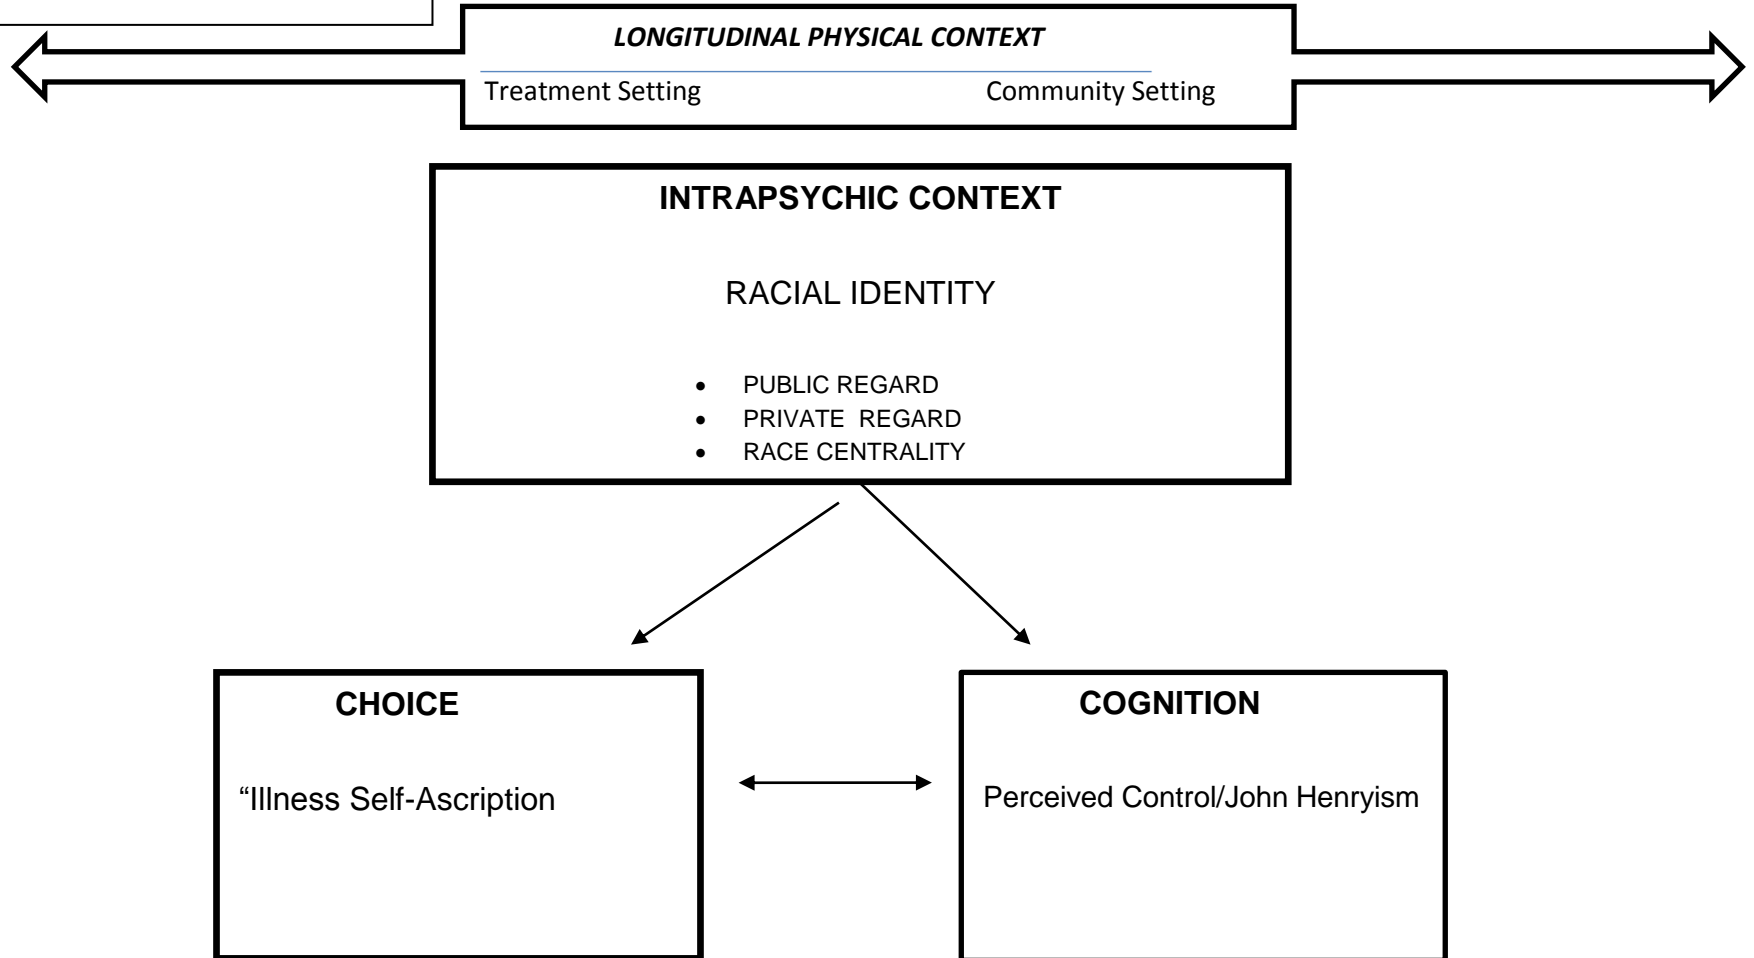 LONGITUDINAL PHYSICAL CONTEXT
Treatment Setting Community Setting
INTRAPSYCHIC CONTEXT
RACIAL IDENTITY
• PUBLIC REGARD
• PRIVATE REGARD
• RACE CENTRALITY
CHOICE
“Illness Self-Ascription
COGNITION
Perceived Control/John Henryism